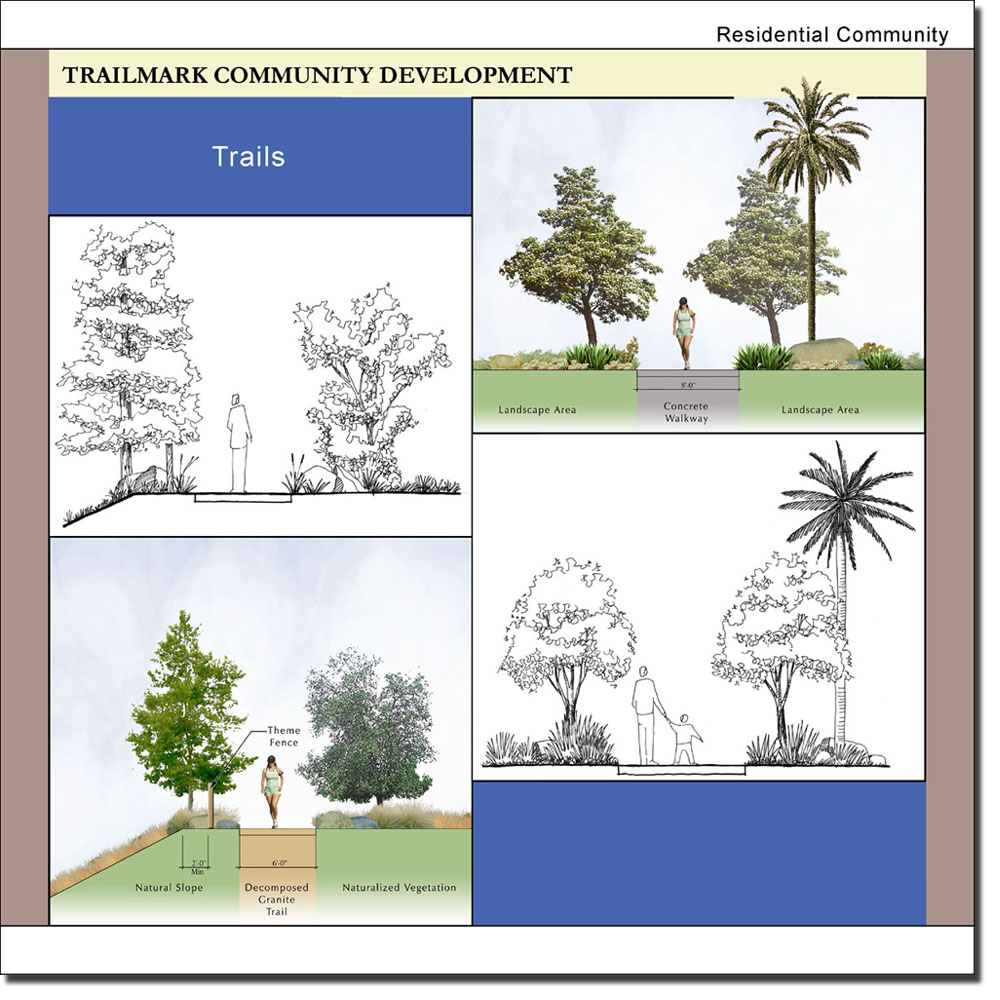 Residential Community
TRAILMARK COMMUNITY DEVELOPMENT
Trails
8'-0"
Landscape Area
Concrete
Walkway
Landscape Area
Theme
Fence
2'-0"
Min
6'-0"
Natural Slope
Decomposed
Granite
Trail
Naturalized Vegetation